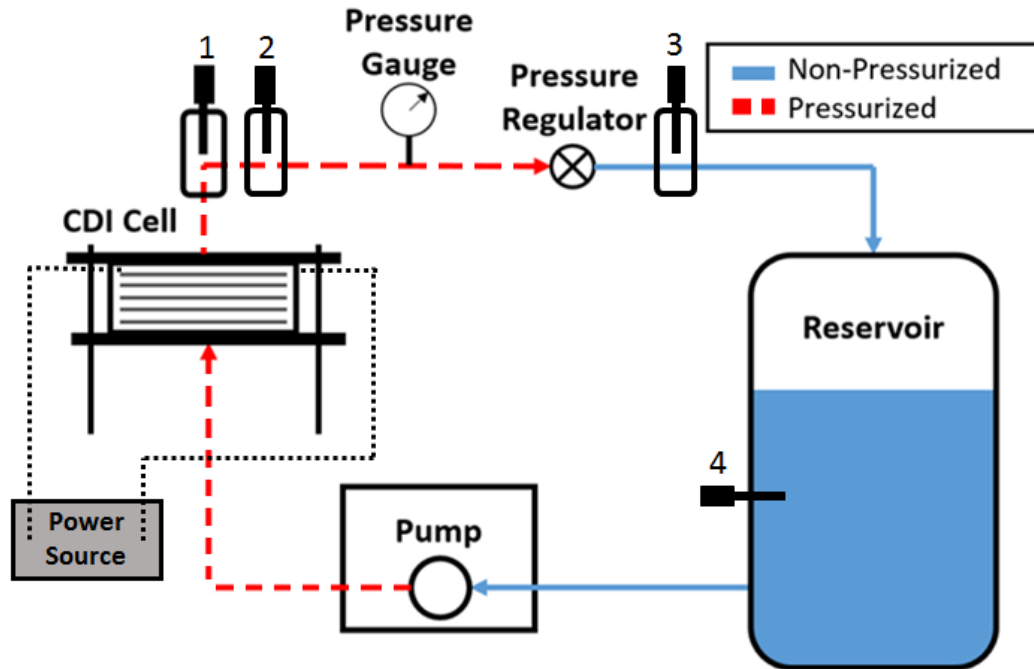 1
2
Pressure
Gauge
Pressure
Regulator
3
Non-Pressurized
Pressurized
CDI Cell
Reservoir
4
Power
Source
Pump